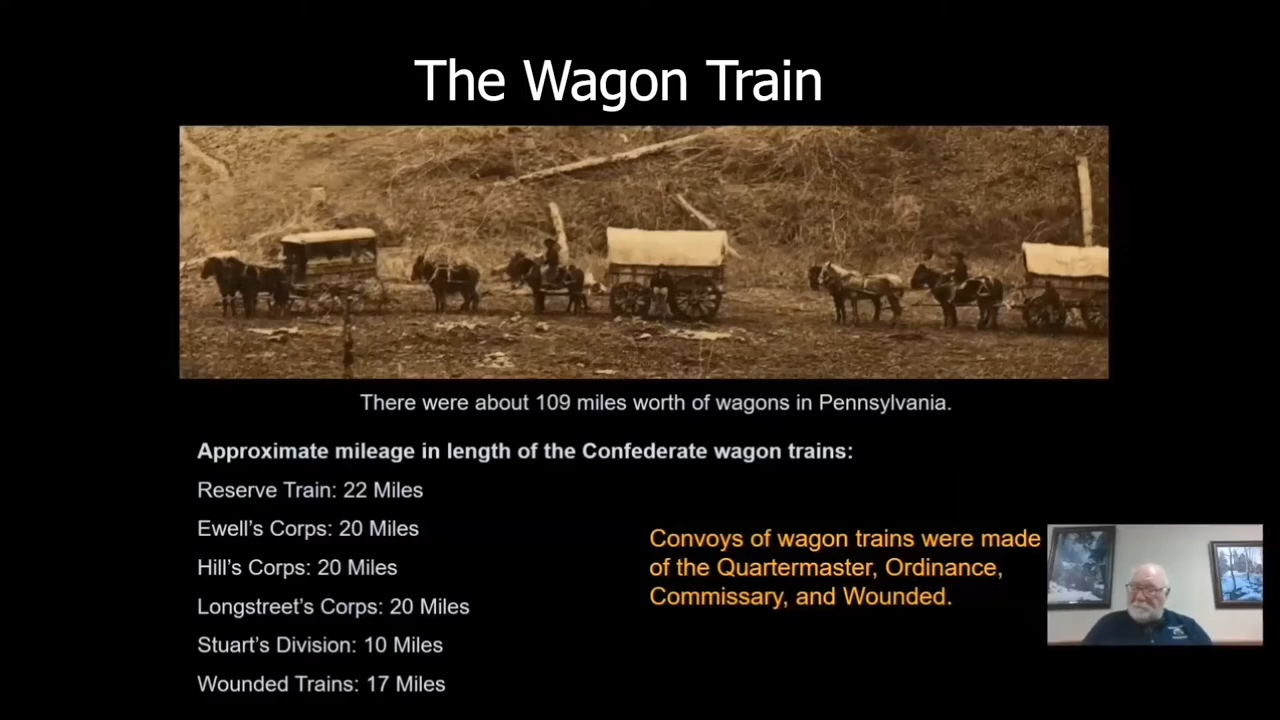 The Wagon Train
There were about 109 miles worth of wagons in Pennsylvania.
Approximate mileage in length of the Confederate wagon trains:
Reserve Train: 22 Miles
Ewell's Corps: 20 Miles
Hill's Corps: 20 Miles
Longstreet's Corps: 20 Miles
Stuart's Division: 10 Miles
Wounded Trains: 17 Miles
Convoys of wagon trains were made
of the Quartermaster, Ordinance,
Commissary, and Wounded.